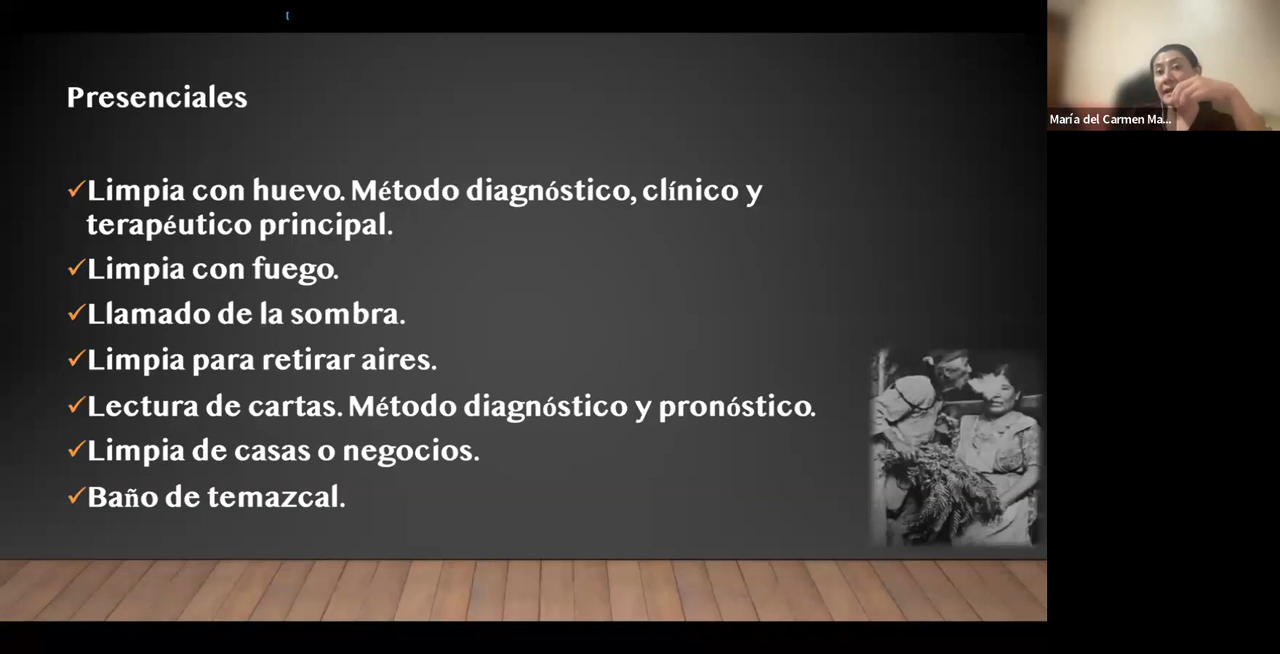 Presenciales
✓Limpia con huevo. Método diagnóstico, clínico y
terapéutico principal.
✓Limpia con fuego.
✓Llamado de la sombra.
✓Limpia para retirar aires.
✓Lectura de cartas. Método diagnóstico y pronóstico.
✓Limpia de casas o negocios.
✓Baño de temazcal.
María del Carmen Ma...